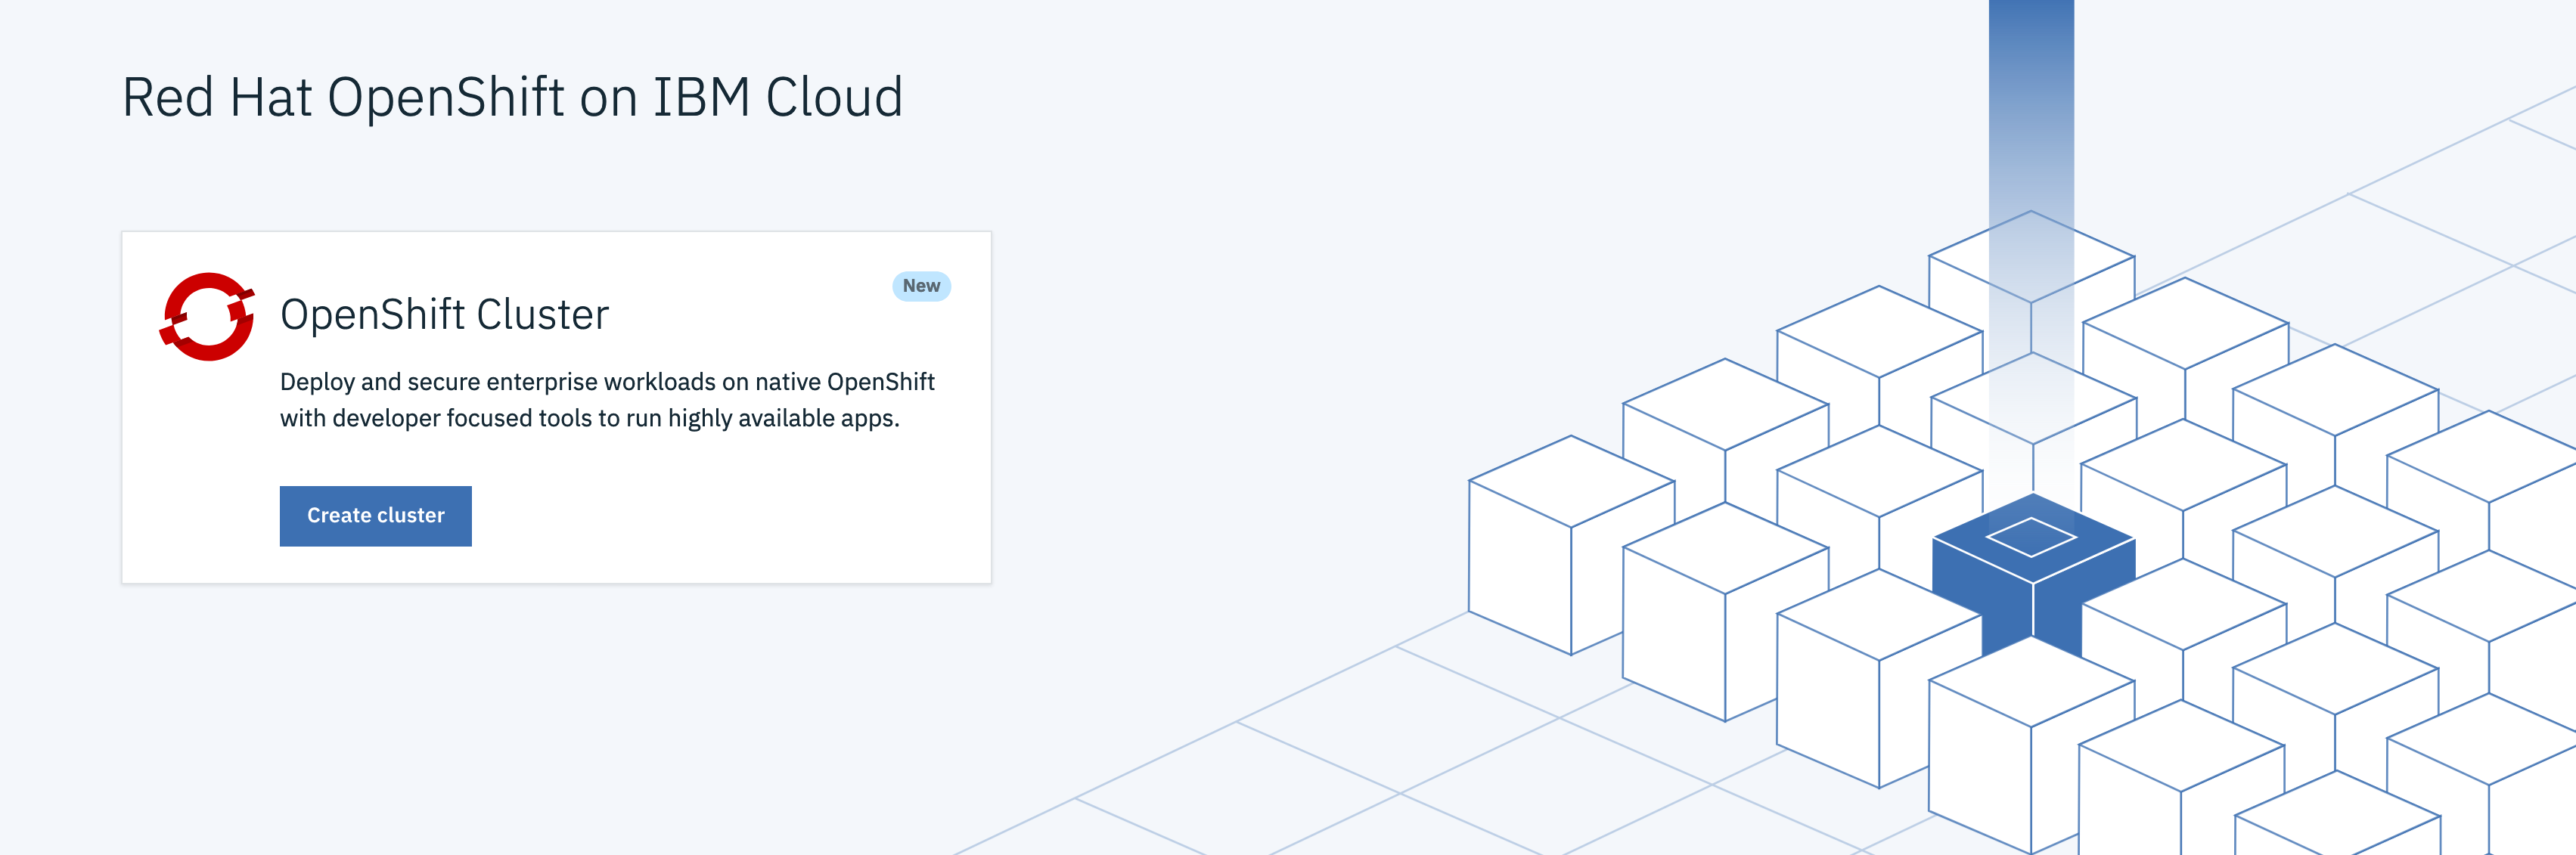 Red Hat OpenShift on IBM Cloud
New
OpenShift Cluster
Deploy and secure enterprise workloads on native OpenShift
with developer focused tools to run highly available apps.
Create cluster